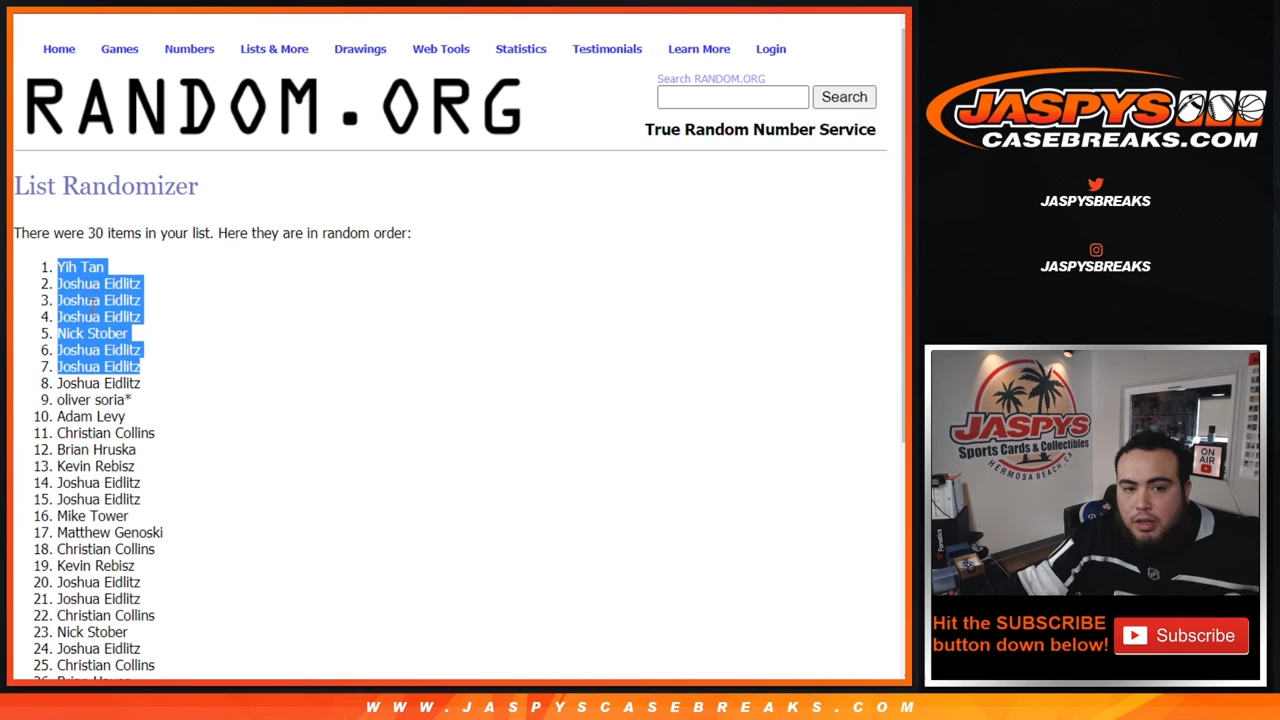 Home Games Numbers Lists & More Drawings Web Tools Statistics Testimonials Learn More Login
RANDOM.ORG
Search RANDOM.ORG
Search
True Random Number Service
List Randomizer
There were 30 items in your list. Here they are in random order:
1. Yih Tan
2. Joshua Eidlitz
3. Joshua Eidlitz
4. Joshua Eidlitz
5. Nick Stober
6. Joshua Eidlitz
7. Joshua Eidlitz
8. Joshua Eidlitz
9. oliver soria*
10. Adam Levy
11. Christian Collins
12. Brian Hruska
13. Kevin Rebisz
14. Joshua Eidlitz
15. Joshua Eidlitz
16. Mike Tower
17. Matthew Genoski
18. Christian Collins
19. Kevin Rebisz
20. Joshua Eidlitz
21. Joshua Eidlitz
22. Christian Collins
23. Nick Stober
24. Joshua Eidlitz
25. Christian Collins
JASPYS
CASEBREAKS.COM
JASPYSBREAKS
JASPYSBREAKS
JASPYS
Sports Cards & Collectibles
HERMOSA BEACH, CA
ON
AIR
Fanatics
Hit the SUBSCRIBE
button down below!
Subscribe
WWW.JASPYSCASEBREAKS.COM